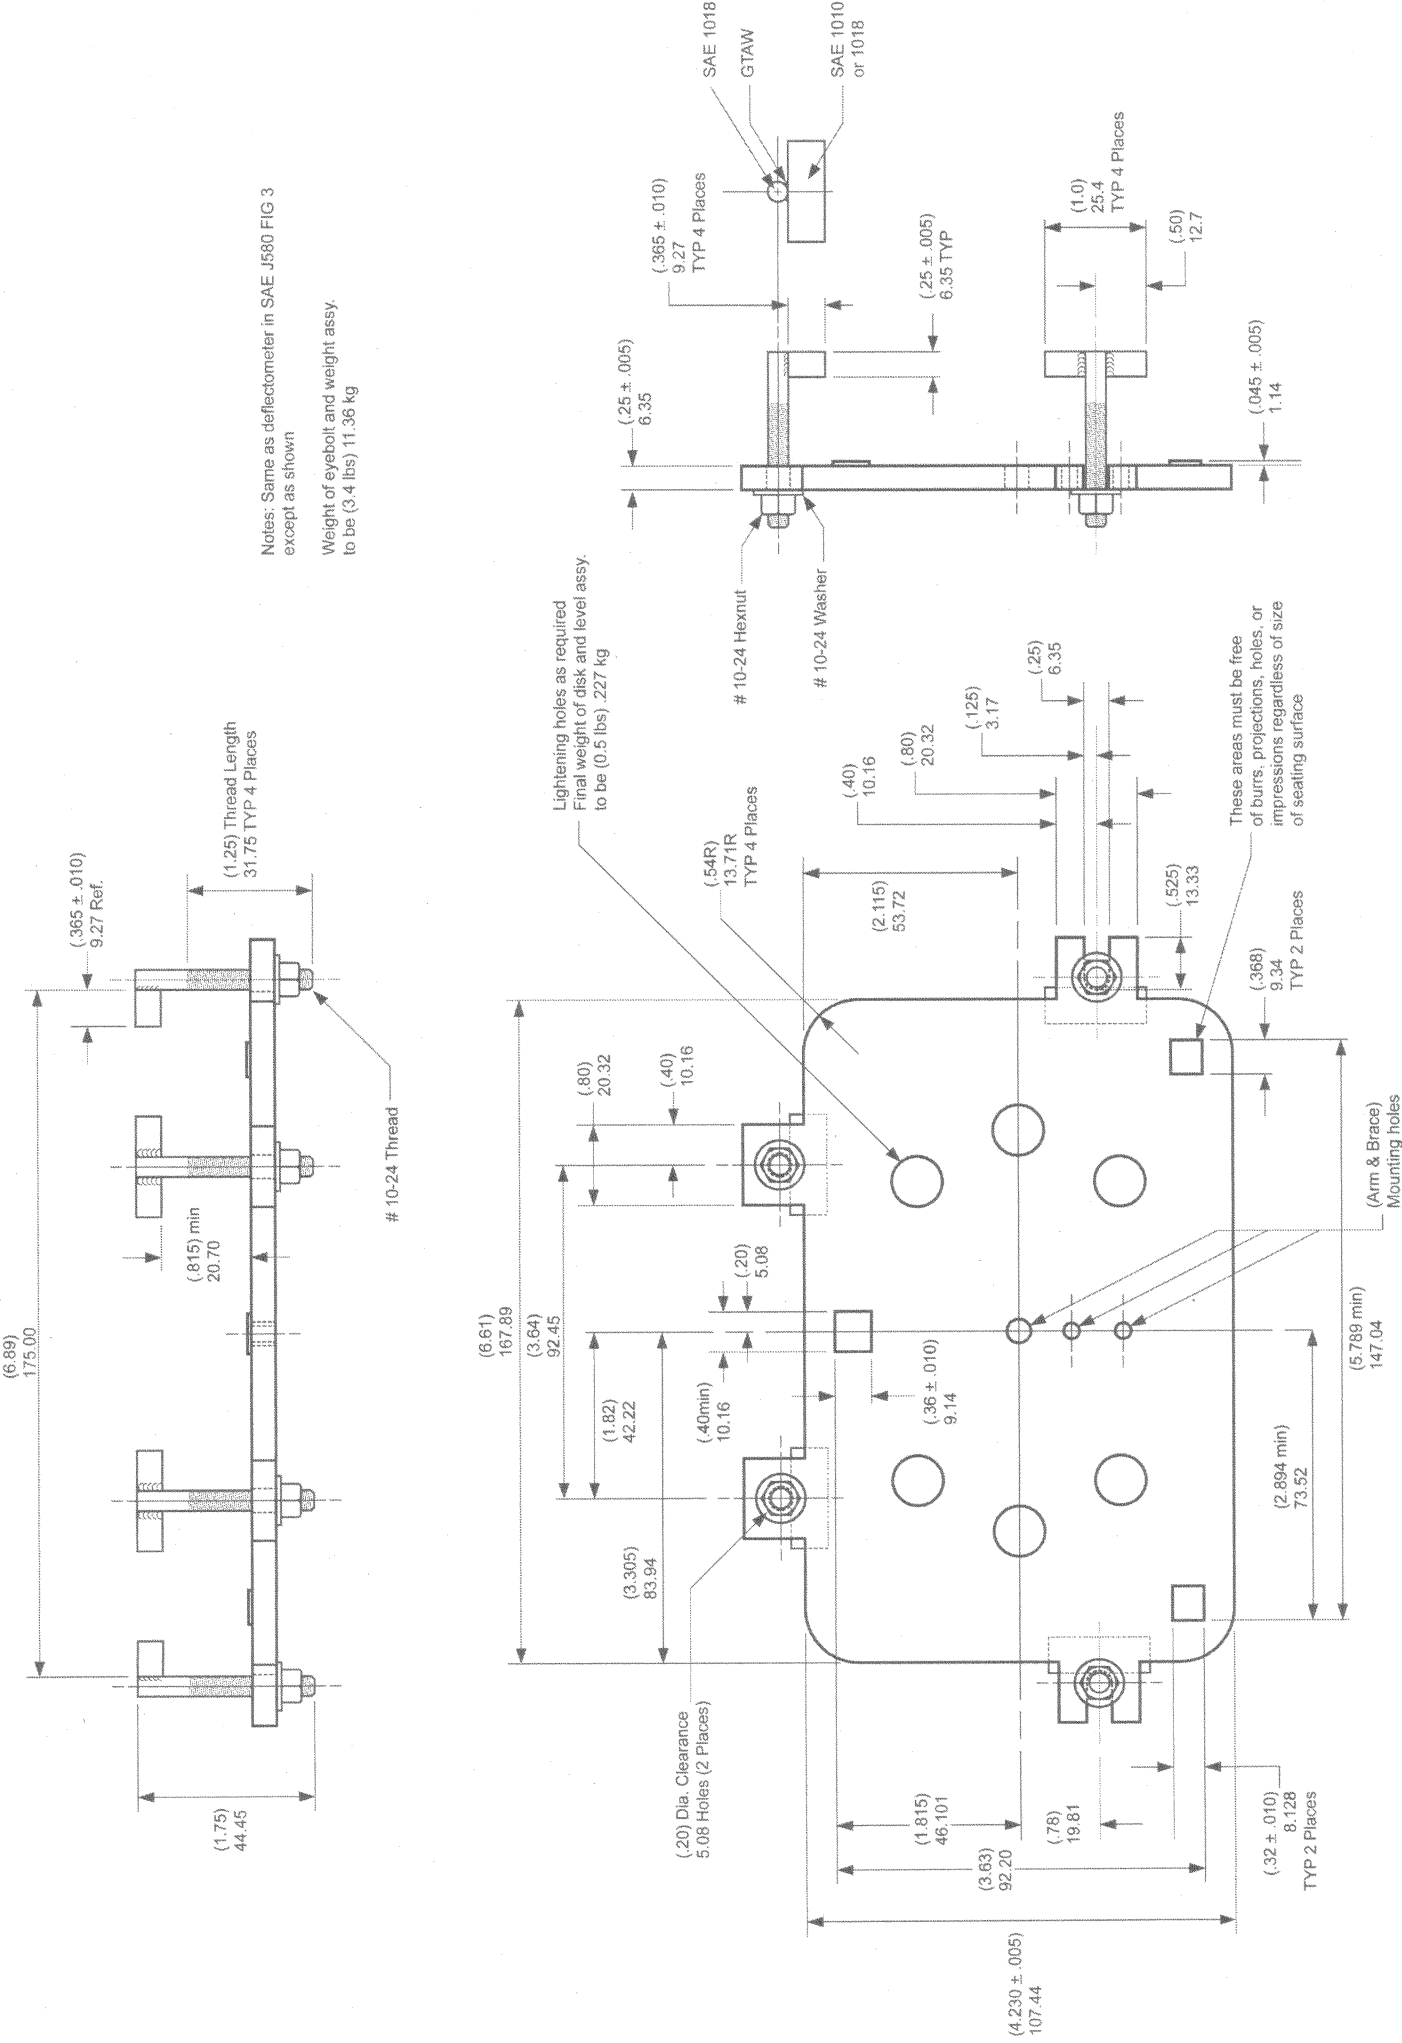 Notes: Same as deflectometer in SAE J580 FIG 3
except as shown
Weight of eyebolt and weight assy.
to be (3.4 lbs) 11.36 kg
(6.89)
175.00
(.365 ± .010)
9.27 Ref.
(1.25) Thread Length
31.75 TYP 4 Places
(.815) min
20.70
(1.75)
44.45
# 10-24 Thread
SAE 1018
GTAW
SAE 1010
or 1018
(.365 ± .010)
9.27
TYP 4 Places
(.25 ± .005)
6.35
(.25 ± .005)
6.35 TYP
(1.0)
25.4
TYP 4 Places
(.50)
12.7
(.045 ± .005)
1.14
# 10-24 Hexnut
# 10-24 Washer
Lightening holes as required
Final weight of disk and level assy.
to be (0.5 lbs) .227 kg
(6.61)
167.89
(3.64)
92.45
(1.82)
42.22
(3.305)
83.94
(.80)
20.32
(.40)
10.16
(.20)
5.08
(.40min)
10.16
(.36 ± .010)
9.14
(.54R)
13.71R
TYP 4 Places
(2.115)
53.72
(.40)
10.16
(.80)
20.32
(.125)
3.17
(.25)
6.35
(.525)
13.33
(.368)
9.34
TYP 2 Places
These areas must be free
of burrs, projections, holes, or
impressions regardless of size
of seating surface
(.20) Dia. Clearance
5.08 Holes (2 Places)
(1.815)
46.101
(.78)
19.81
(3.63)
92.20
(4.230 ± .005)
107.44
(.32 ± .010)
8.128
TYP 2 Places
(2.894 min)
73.52
(5.789 min)
147.04
(Arm & Brace)
Mounting holes